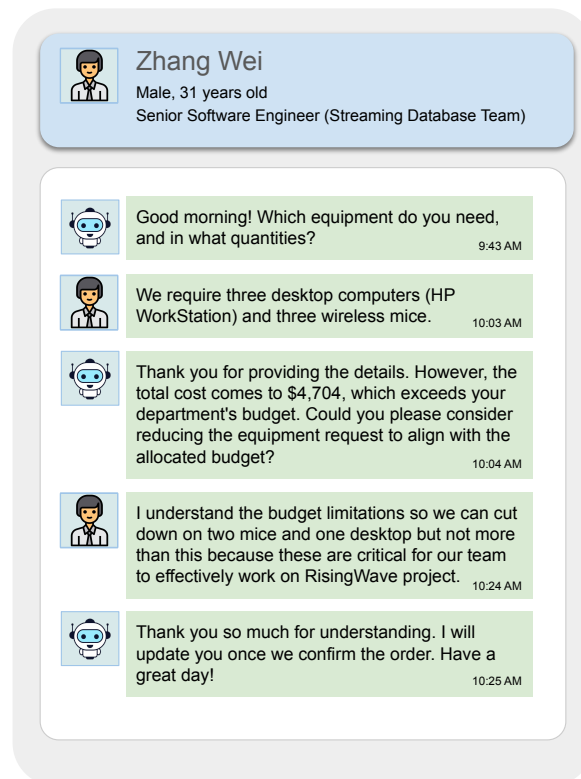 Zhang Wei
Male, 31 years old
Senior Software Engineer (Streaming Database Team)
Good morning! Which equipment do you need,
and in what quantities?
9:43 AM
We require three desktop computers (HP
WorkStation) and three wireless mice.
10:03 AM
Thank you for providing the details. However, the
total cost comes to $4,704, which exceeds your
department's budget. Could you please consider
reducing the equipment request to align with the
allocated budget?
10:04 AM
I understand the budget limitations so we can cut
down on two mice and one desktop but not more
than this because these are critical for our team
to effectively work on RisingWave project.
10:24 AM
Thank you so much for understanding. I will
update you once we confirm the order. Have a
great day!
10:25 AM